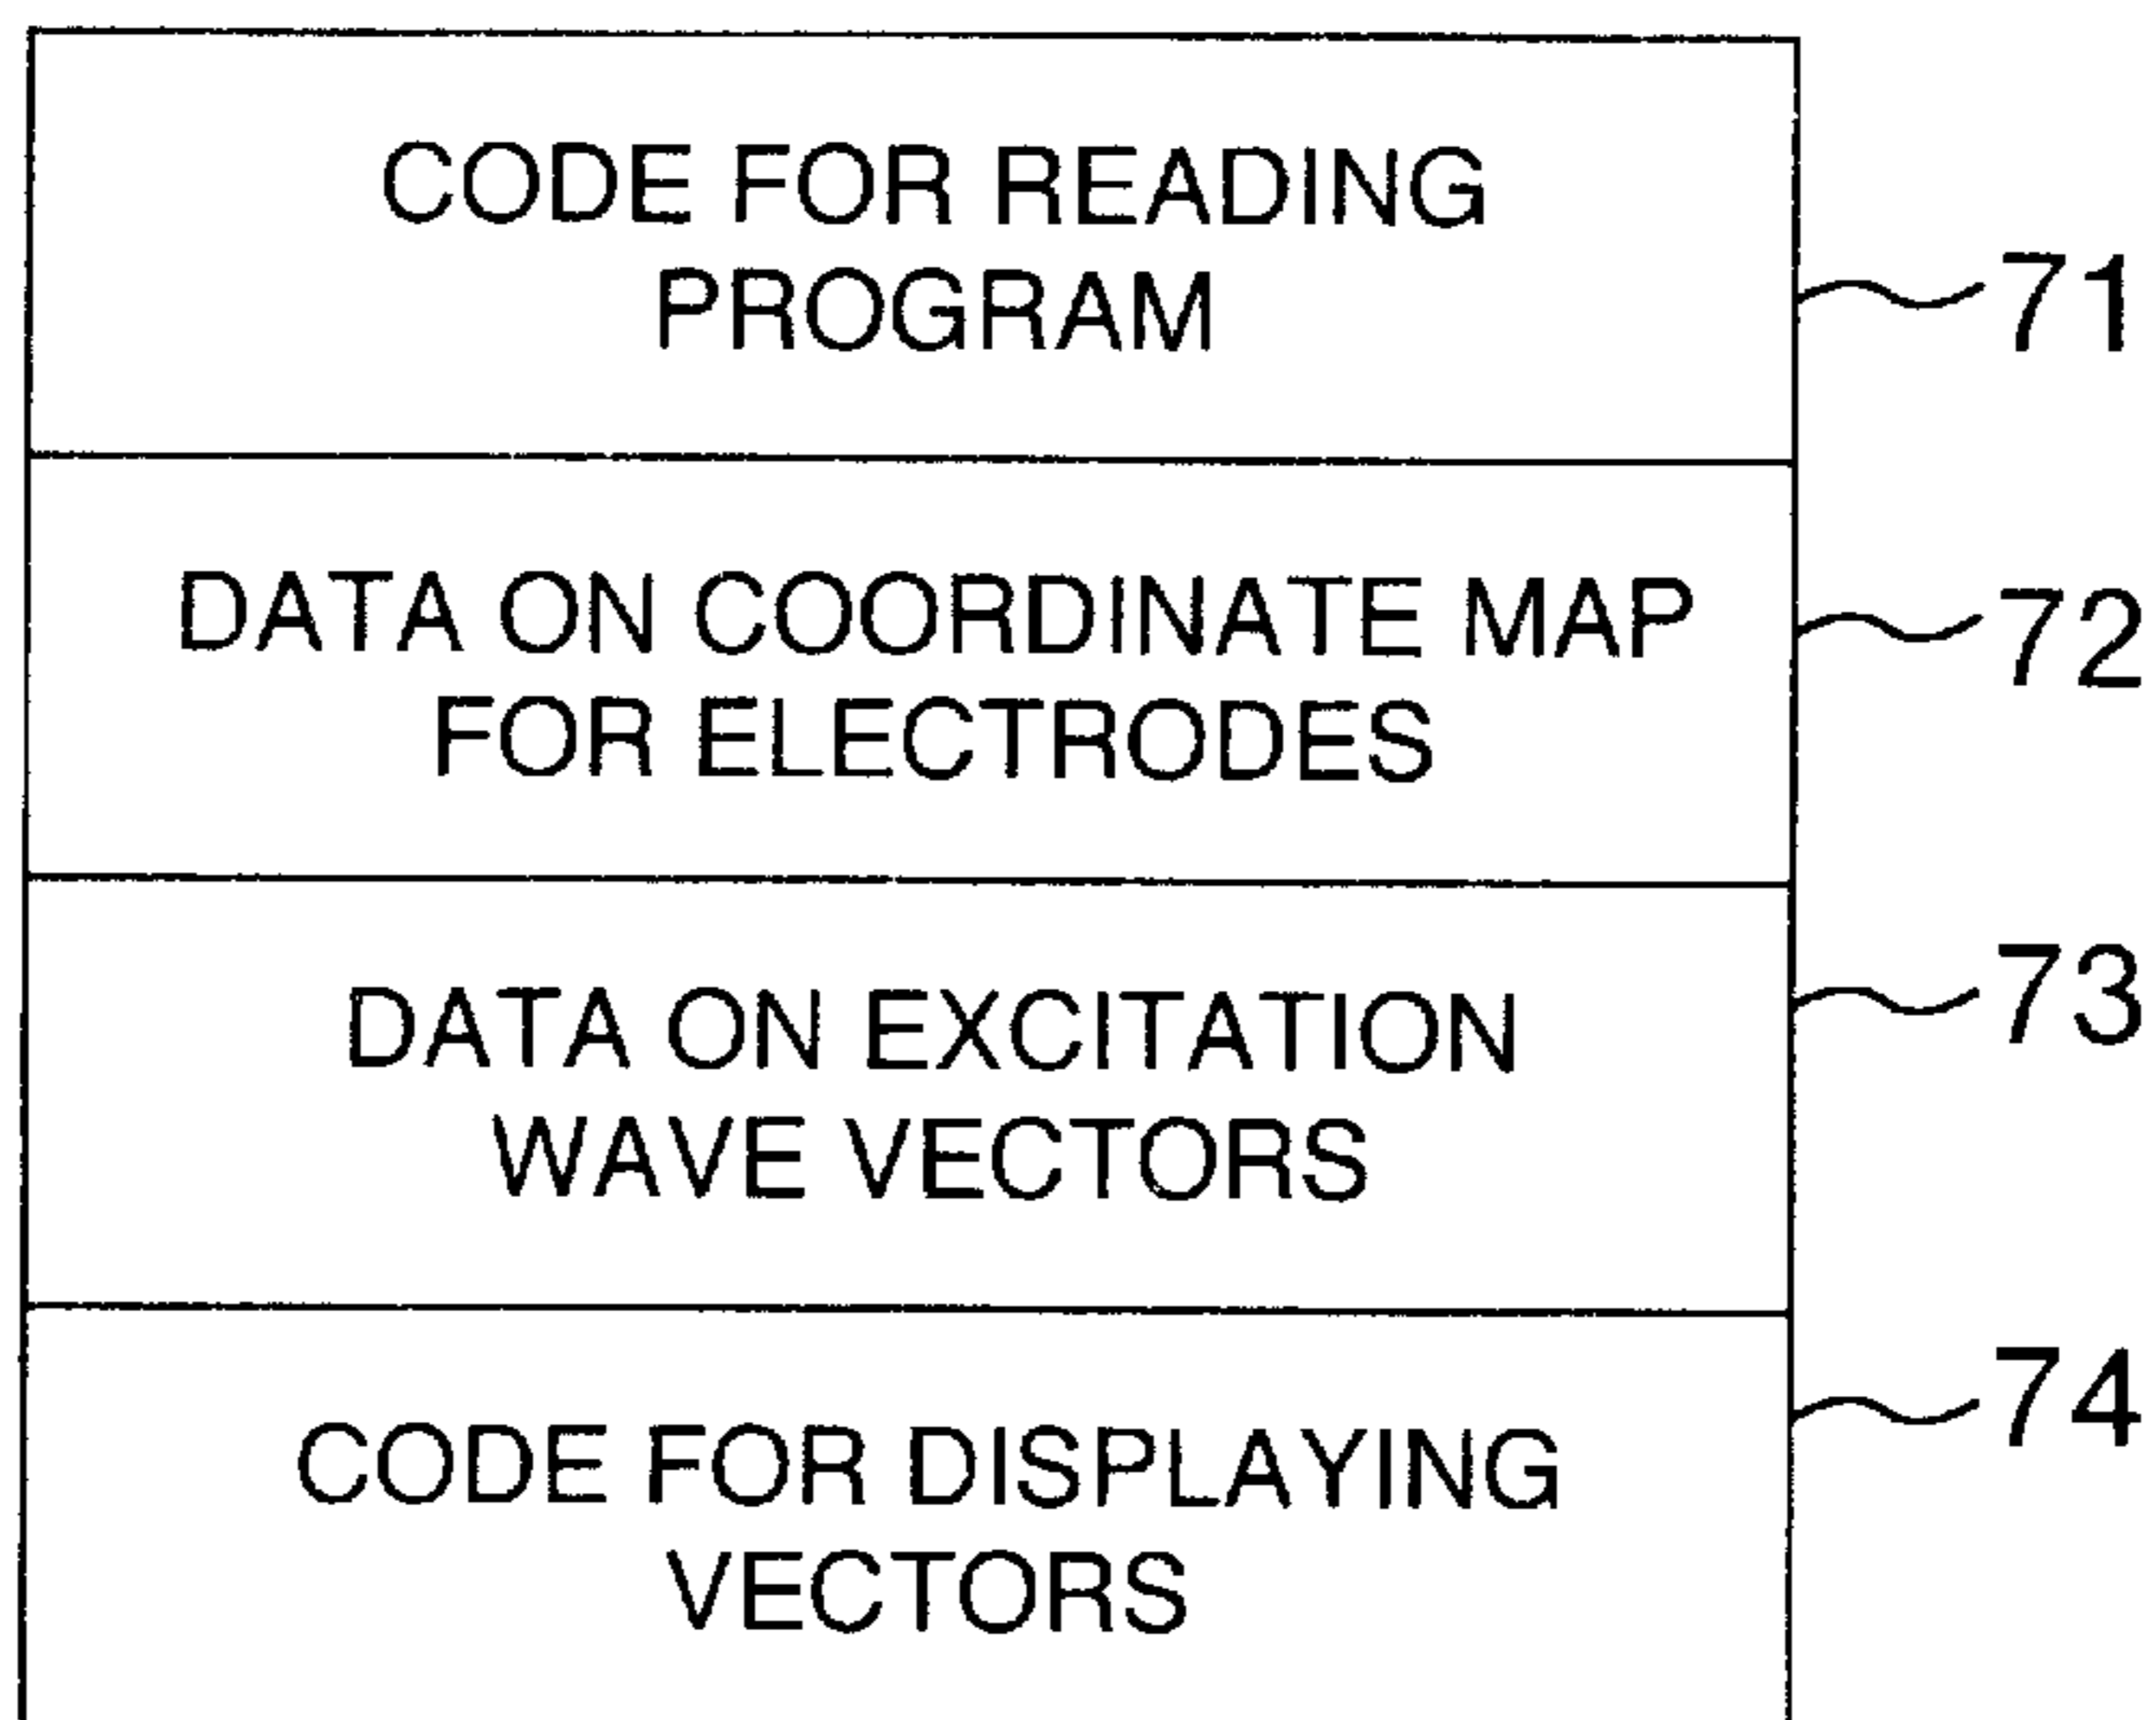 CODE FOR READING
PROGRAM
71
DATA ON COORDINATE MAP
FOR ELECTRODES
72
DATA ON EXCITATION
WAVE VECTORS
73
CODE FOR DISPLAYING
VECTORS
74